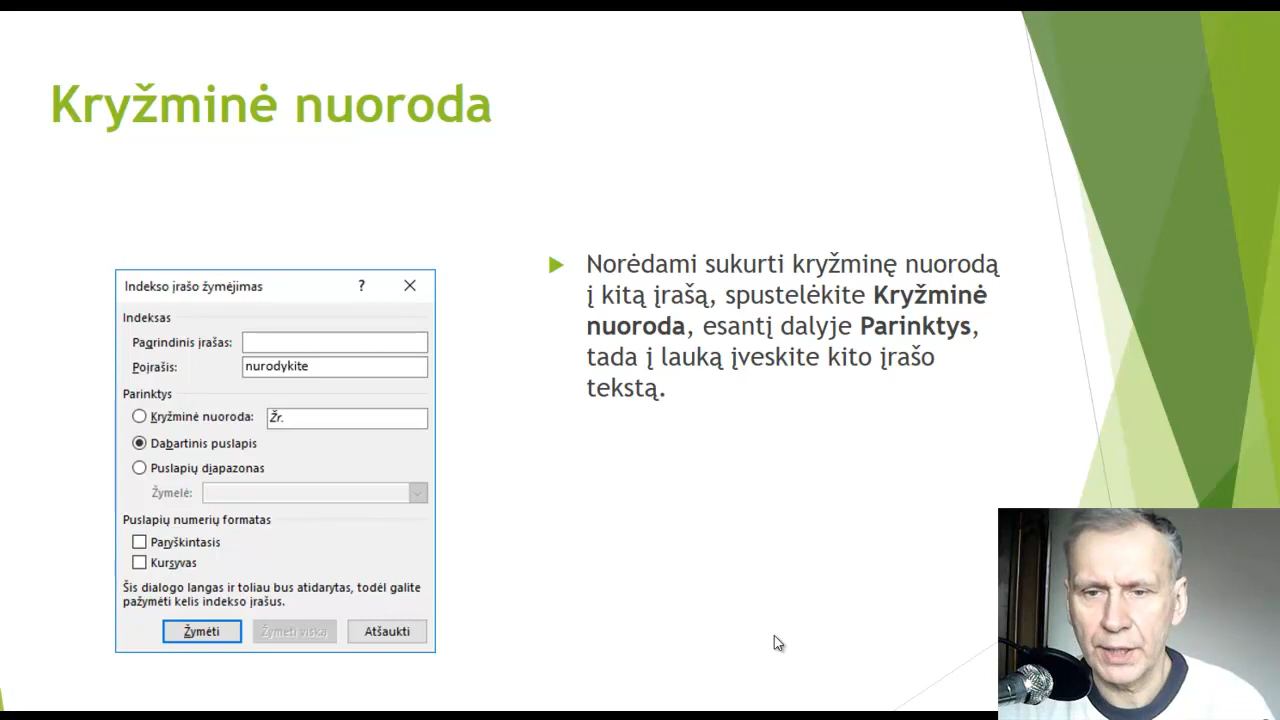 Kryžminė nuoroda
Indekso įrašo žymėjimas
?
Indeksas
Pagrindinis įrašas:
Poįrašis: nurodykite
Parinktys
Kryžminė nuoroda: Žr.
Dabartinis puslapis
Puslapių diapazonas
Žymelė:
Puslapių numerių formatas
Paryškintasis
Kursyvas
Šis dialogo langas ir toliau bus atidarytas, todėl galite
pažymėti kelis indekso įrašus.
Žymėti Žymėti viską Atšaukti
Norėdami sukurti kryžminę nuorodą
į kitą įrašą, spustelėkite Kryžminė
nuoroda, esantį dalyje Parinktys,
tada į lauką įveskite kito įrašo
tekstą.